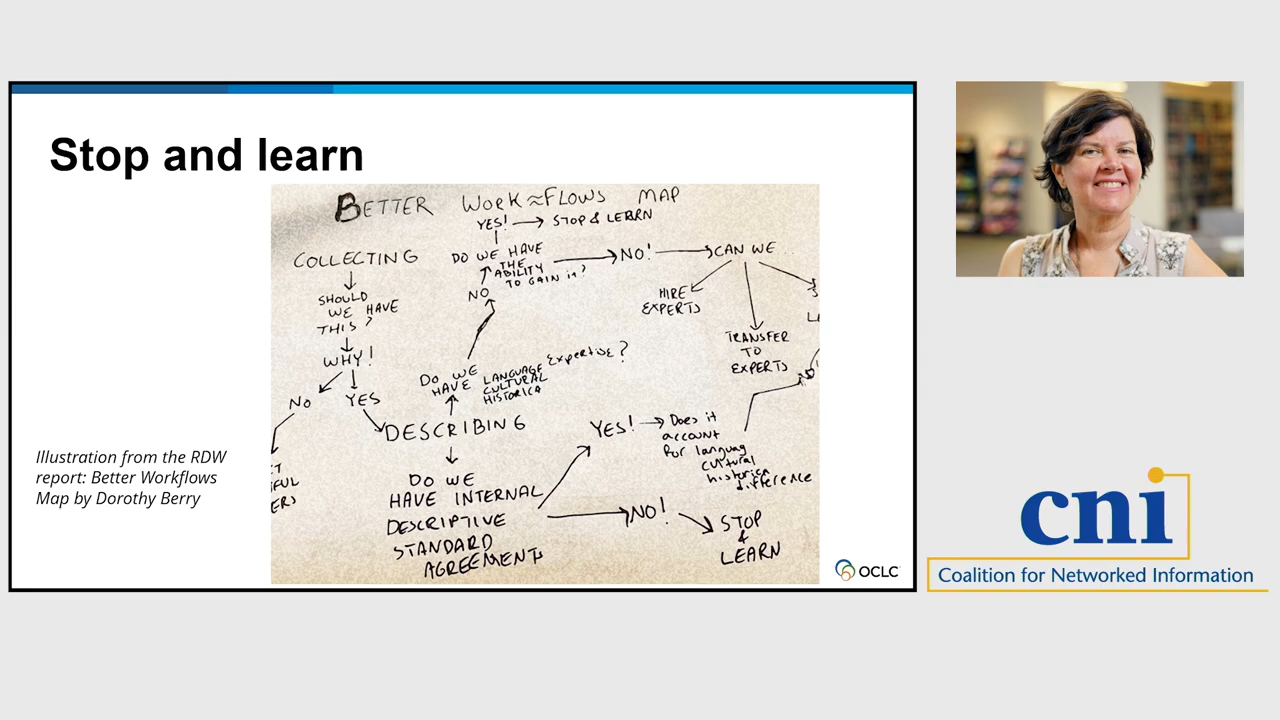 Stop and learn
BETTER WORK≈FLOWS MAP
YES! → STOP & LEARN
COLLECTING
DO WE HAVE
THE
ABILITY
TO GAIN it?
NO!
CAN WE
NO
SHOULD
WE HAVE
THIS?
HIRE
EXPERTS
TRANSFER
TO
EXPERTS
WHY!
NO
YES
DO WE
HAVE
LANGUAGE
CULTURAL
HISTORICA
Expertise?
DESCRIBING
YES! → Does it
account
for languag
cultural
historica
difference
DO WE
HAVE INTERNAL
DESCRIPTIVE
STANDARD
AGREEMENTS
NO!
STOP
&
LEARN
Illustration from the RDW
report: Better Workflows
Map by Dorothy Berry
OCLC
cni
Coalition for Networked Information